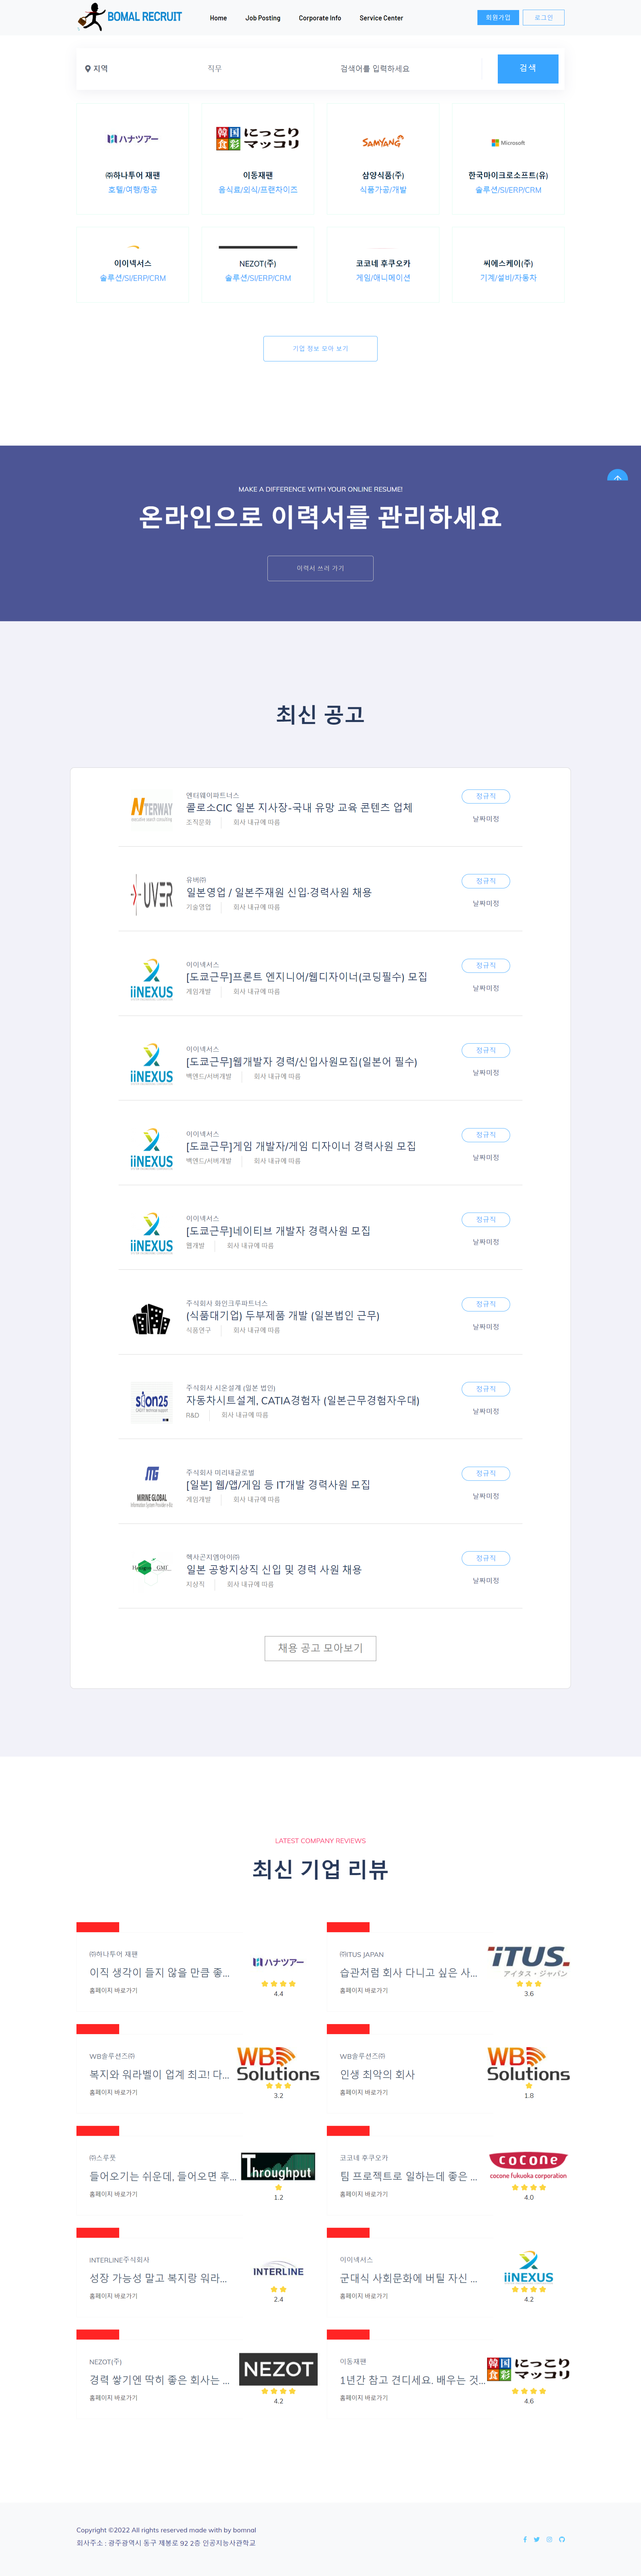 BOMAL RECRUIT
Home Job Posting Corporate Info Service Center 회원가입 로그인
지역 직무 검색어를 입력하세요 검색
ハナツアー
㈜하나투어 재팬
호텔/여행/항공
韓国食彩 にっこりマッコリ
이동재팬
음식료/외식/프랜차이즈
SAMYANG
삼양식품(주)
식품가공/개발
Microsoft
한국마이크로소프트(유)
솔루션/SI/ERP/CRM
이이넥서스
솔루션/SI/ERP/CRM
NEZOT(주)
솔루션/SI/ERP/CRM
코코네 후쿠오카
게임/애니메이션
씨에스케이(주)
기계/설비/자동차
기업 정보 모아 보기
MAKE A DIFFERENCE WITH YOUR ONLINE RESUME!
온라인으로 이력서를 관리하세요
이력서 쓰러 가기
최신 공고
NTERWAY
executive search consulting
엔터웨이파트너스
콜로소CIC 일본 지사장-국내 유망 교육 콘텐츠 업체
조직문화 회사 내규에 따름
정규직
날짜미정
UVER
유버㈜
일본영업 / 일본주재원 신입·경력사원 채용
기술영업 회사 내규에 따름
정규직
날짜미정
iiNEXUS
이이넥서스
[도쿄근무]프론트 엔지니어/웹디자이너(코딩필수) 모집
게임개발 회사 내규에 따름
정규직
날짜미정
iiNEXUS
이이넥서스
[도쿄근무]웹개발자 경력/신입사원모집(일본어 필수)
백엔드/서버개발 회사 내규에 따름
정규직
날짜미정
iiNEXUS
이이넥서스
[도쿄근무]게임 개발자/게임 디자이너 경력사원 모집
백엔드/서버개발 회사 내규에 따름
정규직
날짜미정
iiNEXUS
이이넥서스
[도쿄근무]네이티브 개발자 경력사원 모집
웹개발 회사 내규에 따름
정규직
날짜미정
주식회사 화인크루파트너스
(식품대기업) 두부제품 개발 (일본법인 근무)
식품연구 회사 내규에 따름
정규직
날짜미정
sion25
주식회사 시온설계 (일본 법인)
자동차시트설계, CATIA경험자 (일본근무경험자우대)
R&D 회사 내규에 따름
정규직
날짜미정
MIRINE GLOBAL
주식회사 미리내글로벌
[일본] 웹/앱/게임 등 IT개발 경력사원 모집
게임개발 회사 내규에 따름
정규직
날짜미정
헥사곤지엠아이㈜
일본 공항지상직 신입 및 경력 사원 채용
지상직 회사 내규에 따름
정규직
날짜미정
채용 공고 모아보기
LATEST COMPANY REVIEWS
최신 기업 리뷰
㈜하나투어 재팬
이직 생각이 들지 않을 만큼 좋...
홈페이지 바로가기
ハナツアー
4.4
㈜ITUS JAPAN
습관처럼 회사 다니고 싶은 사...
홈페이지 바로가기
iTUS.
アイタス・ジャパン
3.6
WB솔루션즈㈜
복지와 워라벨이 업계 최고! 다...
홈페이지 바로가기
WB Solutions
3.2
WB솔루션즈㈜
인생 최악의 회사
홈페이지 바로가기
WB Solutions
1.8
㈜스루풋
들어오기는 쉬운데, 들어오면 후...
홈페이지 바로가기
Throughput
1.2
코코네 후쿠오카
팀 프로젝트로 일하는데 좋은 ...
홈페이지 바로가기
cocone
cocone fukuoka corporation
4.0
INTERLINE주식회사
성장 가능성 말고 복지랑 워라...
홈페이지 바로가기
INTERLINE
2.4
이이넥서스
군대식 사회문화에 버틸 자신 ...
홈페이지 바로가기
iiNEXUS
4.2
NEZOT(주)
경력 쌓기엔 딱히 좋은 회사는 ...
홈페이지 바로가기
NEZOT
4.2
이동재팬
1년간 참고 견디세요. 배우는 것...
홈페이지 바로가기
韓国食彩 にっこりマッコリ
4.6
Copyright ©2022 All rights reserved made with by bomnal
회사주소 : 광주광역시 동구 제봉로 92 2층 인공지능사관학교